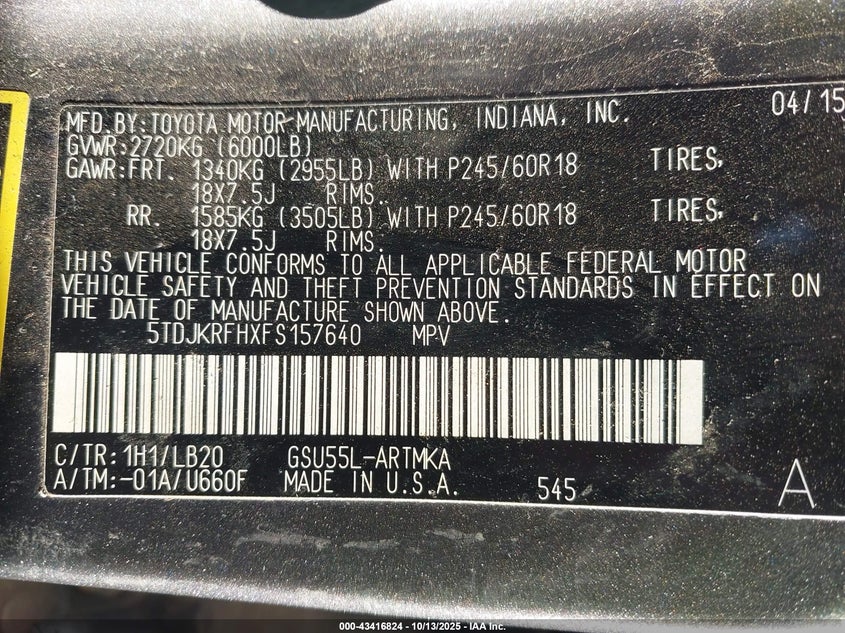 MFD.BY:TOYOTA MOTOR MANUFACTURING, INDIANA, INC. 04/15
GVWR:2720KG (6000LB)
GAWR:FRT. 1340KG (2955LB) WITH P245/60R18 TIRES,
18X7.5J RIMS.
RR. 1585KG (3505LB) WITH P245/60R18 TIRES,
18X7.5J RIMS.
THIS VEHICLE CONFORMS TO ALL APPLICABLE FEDERAL MOTOR
VEHICLE SAFETY AND THEFT PREVENTION STANDARDS IN EFFECT ON
THE DATE OF MANUFACTURE SHOWN ABOVE.
5TDJKRFHXFS157640 MPV
C/TR:1H1/LB20 GSU55L-ARTMKA
A/TM:-01A/U660F MADE IN U.S.A. 545 A
000-43416824 - 10/13/2025 - IAA Inc.